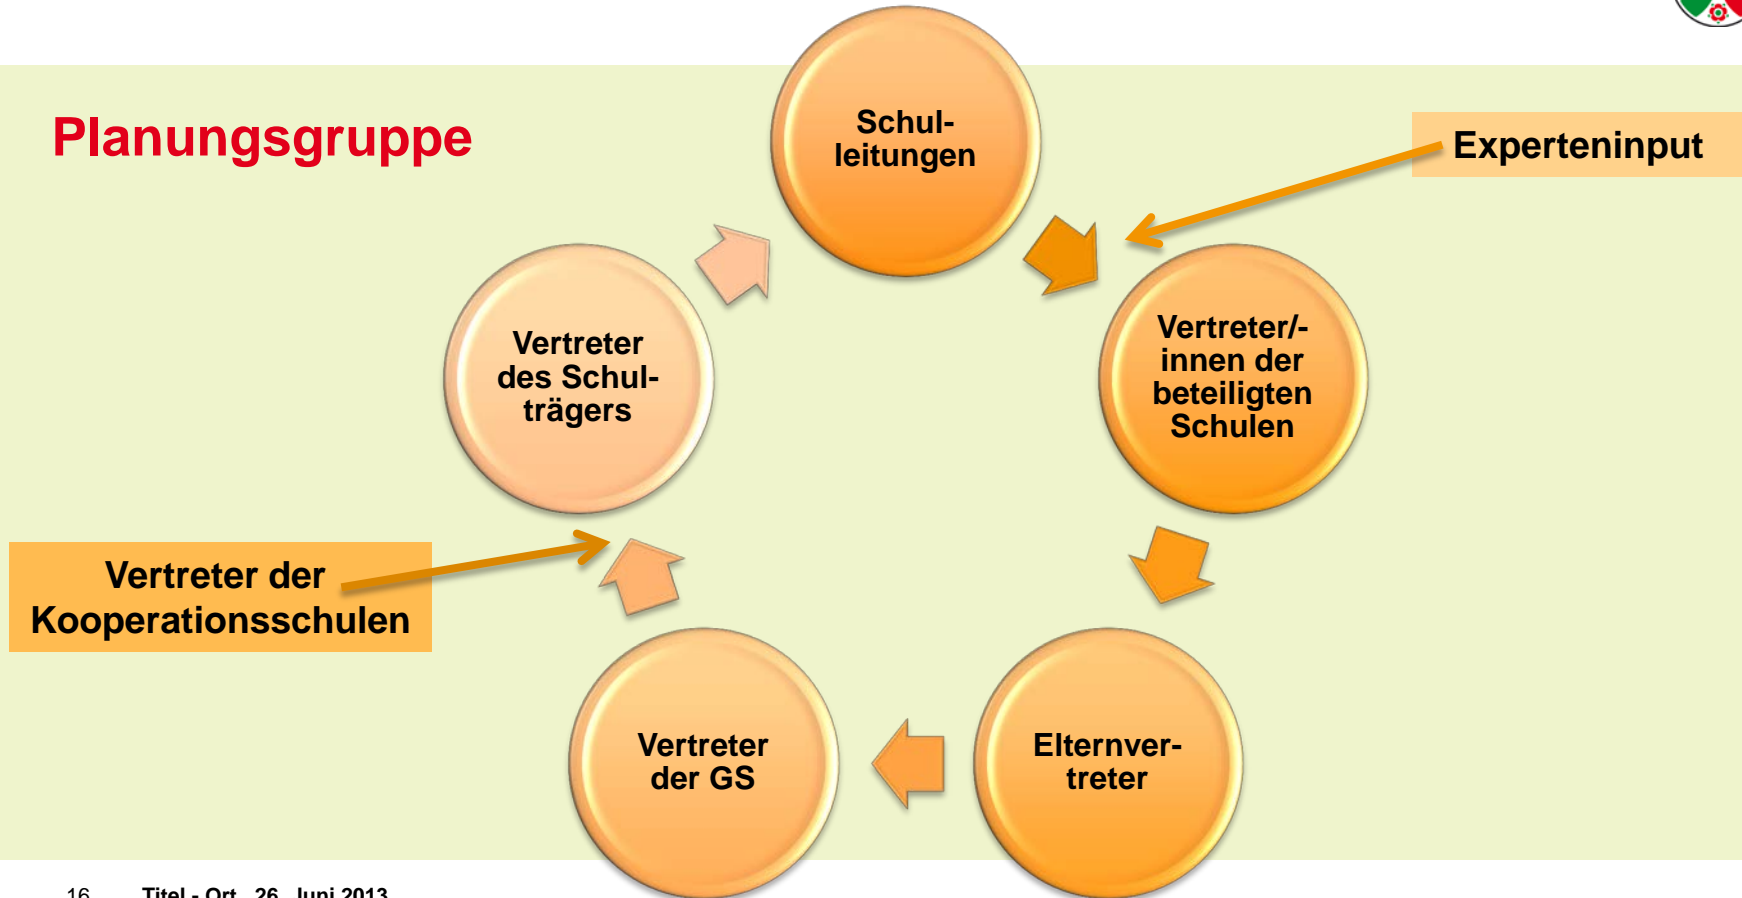 Planungsgruppe
Schul-
leitungen
Experteninput
Vertreter/-
innen der
beteiligten
Schulen
Vertreter
des Schul-
trägers
Vertreter der
Kooperationsschulen
Elternver-
treter
Vertreter
der GS
16 Titel - Ort, 26. Juni 2013